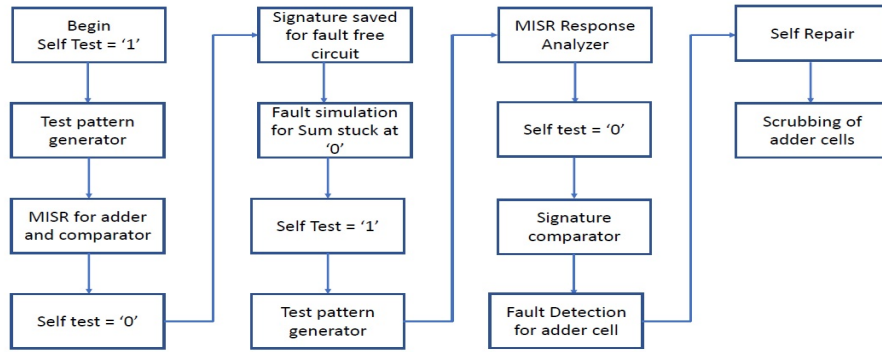 Begin
Self Test = ‘1’
Test pattern
generator
MISR for adder
and comparator
Self test = ‘0’
Signature saved
for fault free
circuit
Fault simulation
for Sum stuck at
‘0’
Self Test = ‘1’
Test pattern
generator
MISR Response
Analyzer
Self test = ‘0’
Signature
comparator
Fault Detection
for adder cell
Self Repair
Scrubbing of
adder cells